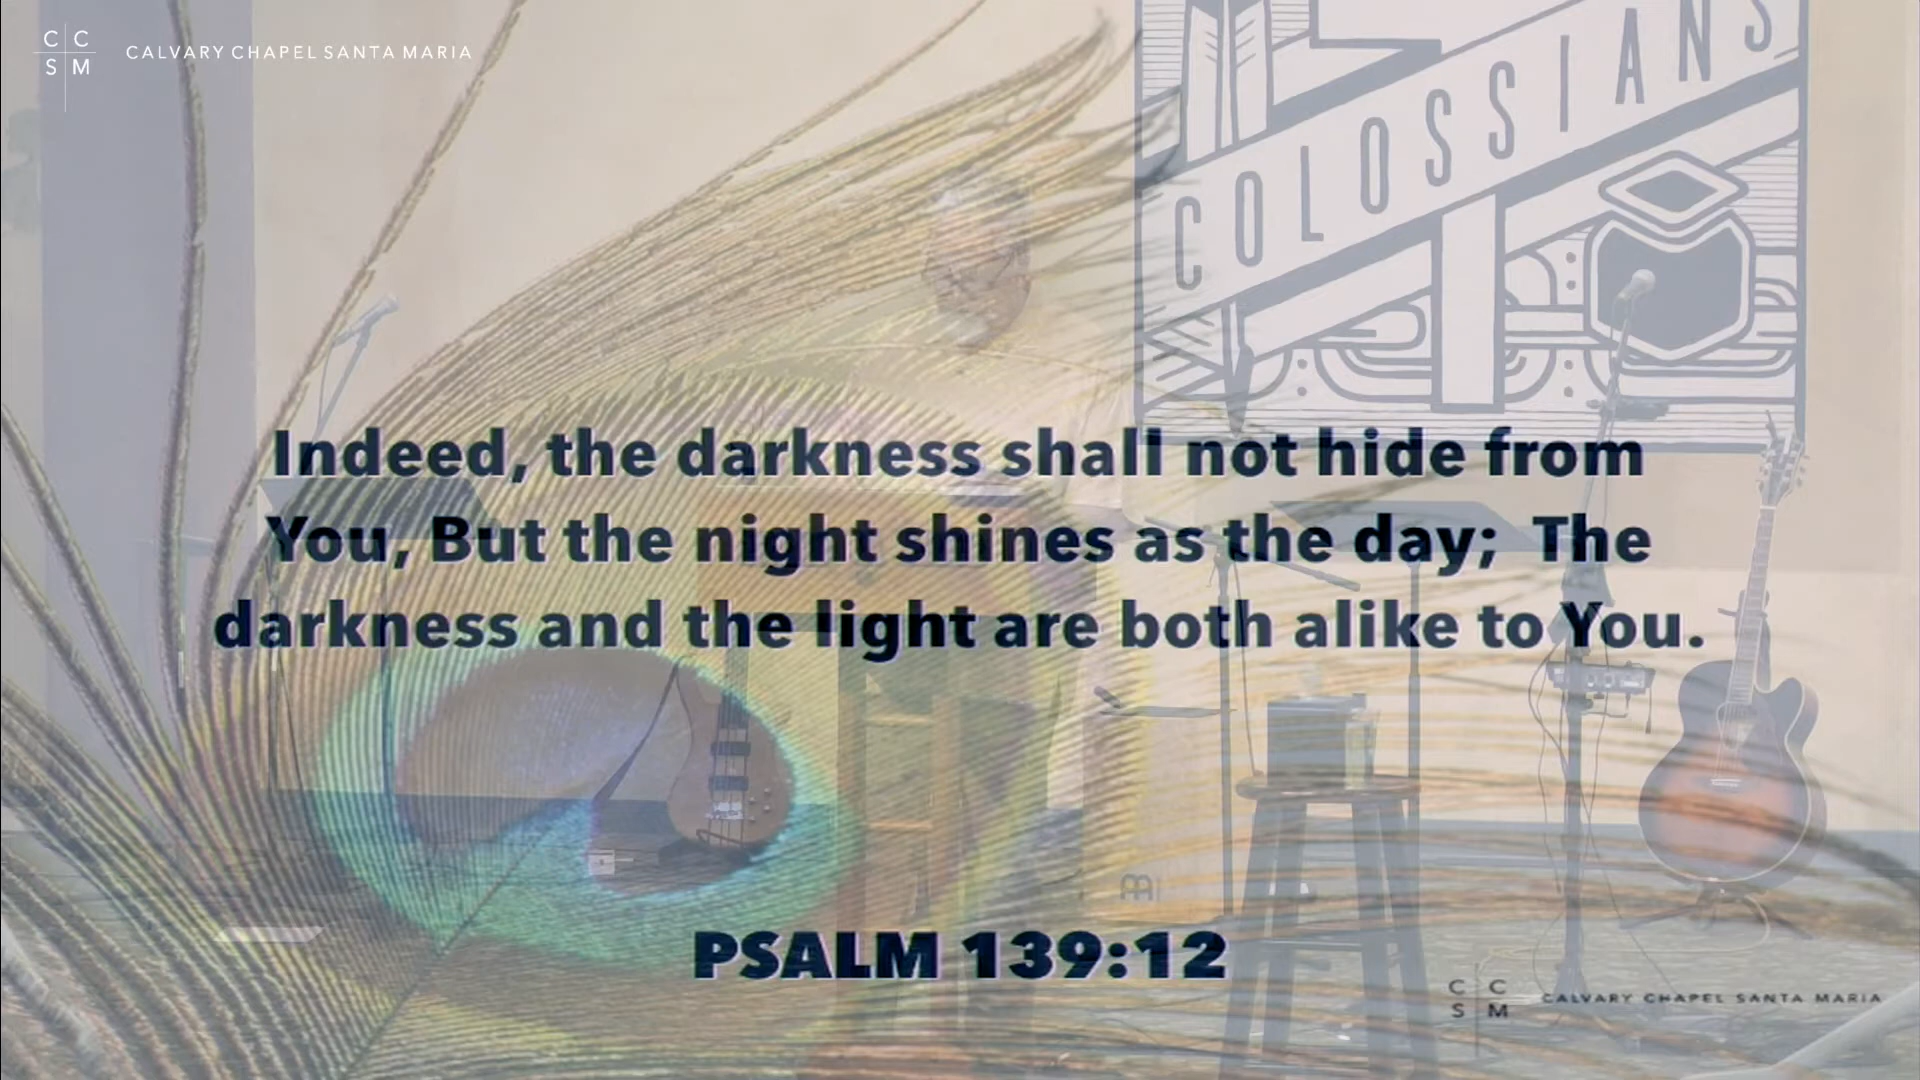 C C
S M
CALVARY CHAPEL SANTA MARIA
COLOSSIANS
Indeed, the darkness shall not hide from
You, But the night shines as the day;  The
darkness and the light are both alike to You.
PSALM 139:12
C C
S M
CALVARY CHAPEL SANTA MARIA